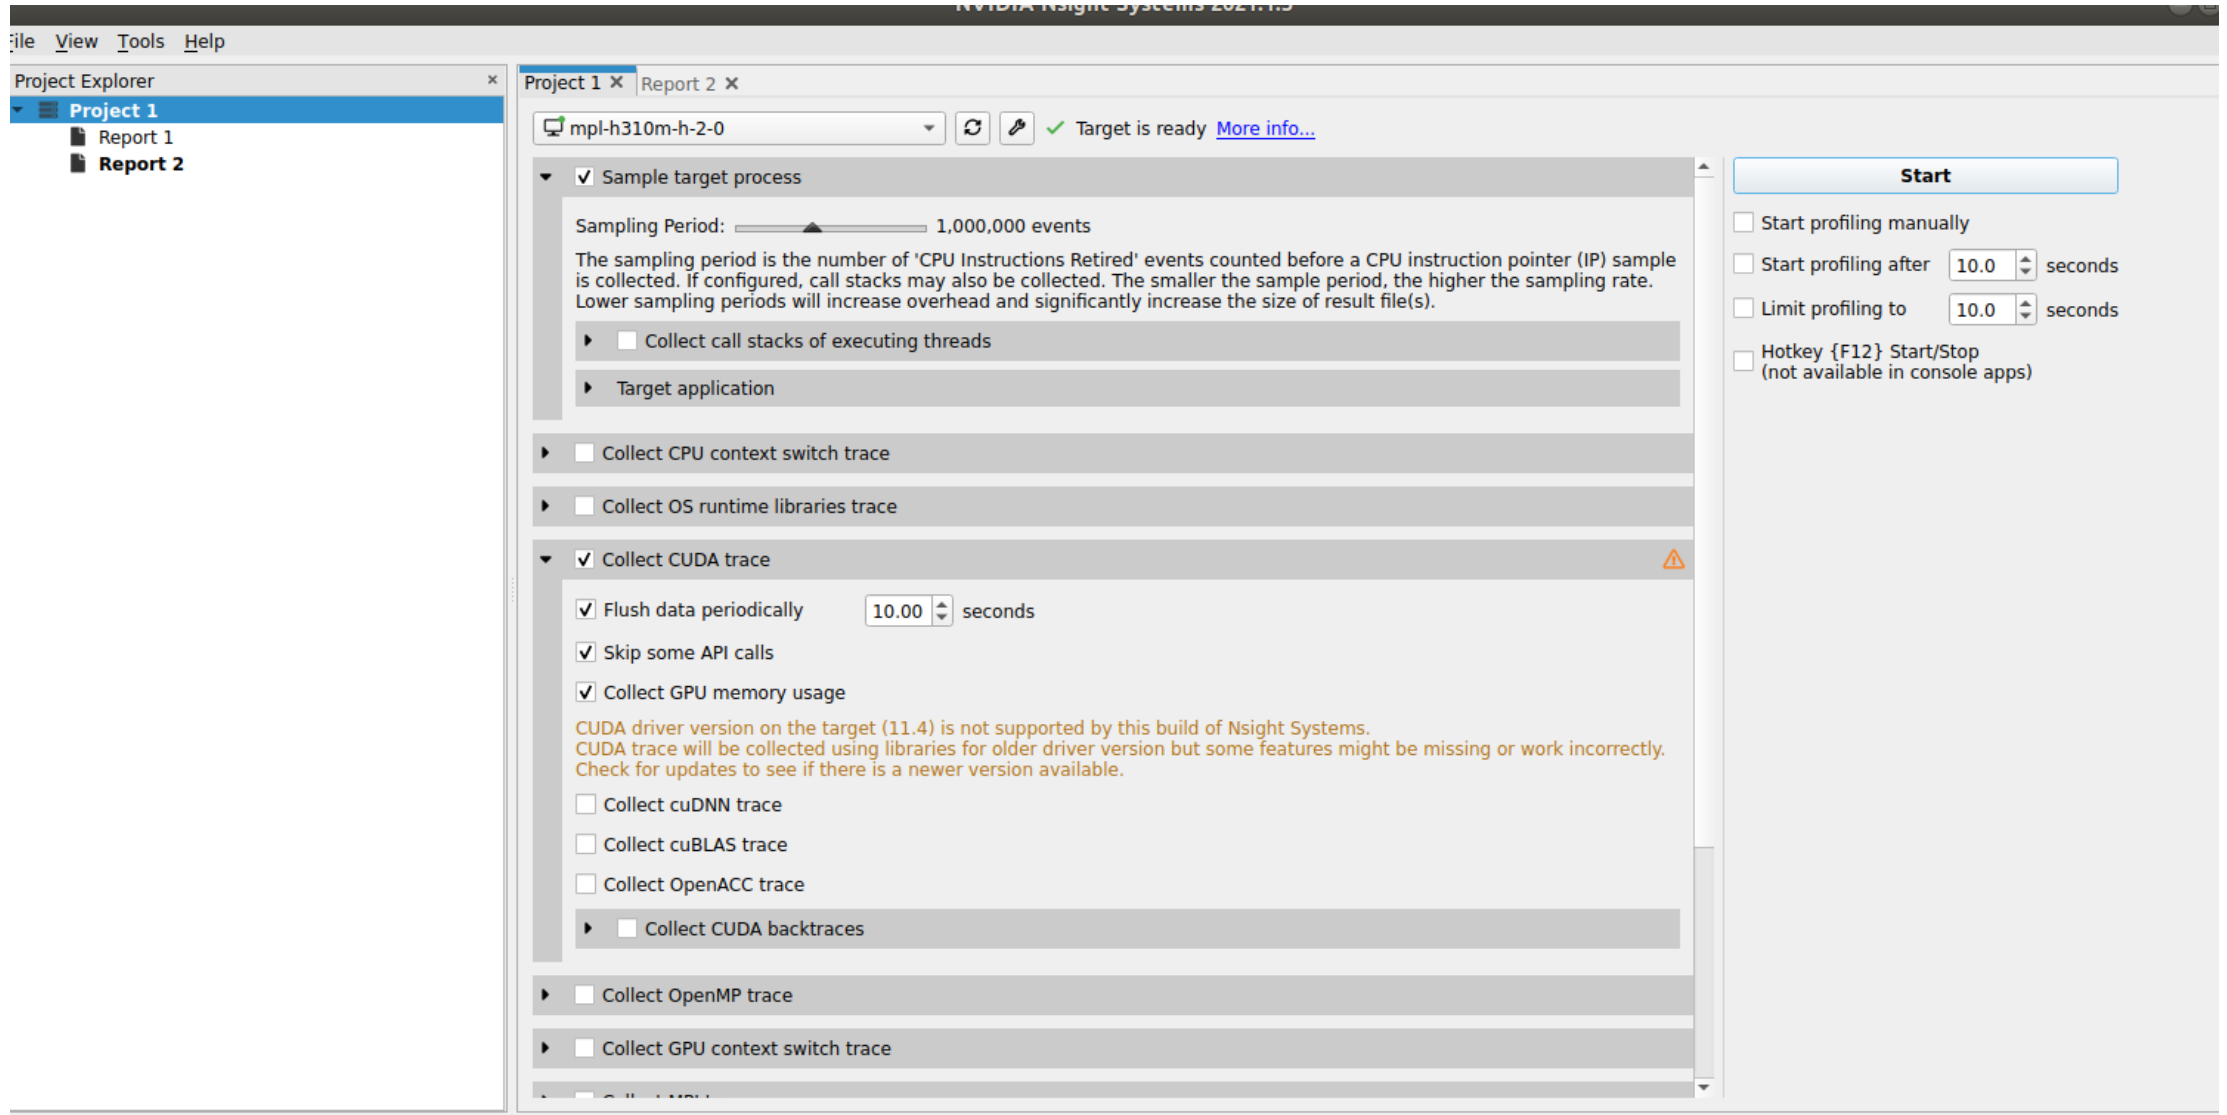 NVIDIA Nsight Systems 2021.1.3
File View Tools Help
Project Explorer
Project 1
Report 1
Report 2
Project 1 Report 2
mpl-h310m-h-2-0
Target is ready More info...
Sample target process
Sampling Period: 1,000,000 events
The sampling period is the number of 'CPU Instructions Retired' events counted before a CPU instruction pointer (IP) sample
is collected. If configured, call stacks may also be collected. The smaller the sample period, the higher the sampling rate.
Lower sampling periods will increase overhead and significantly increase the size of result file(s).
Collect call stacks of executing threads
Target application
Collect CPU context switch trace
Collect OS runtime libraries trace
Collect CUDA trace
Flush data periodically 10.00 seconds
Skip some API calls
Collect GPU memory usage
CUDA driver version on the target (11.4) is not supported by this build of Nsight Systems.
CUDA trace will be collected using libraries for older driver version but some features might be missing or work incorrectly.
Check for updates to see if there is a newer version available.
Collect cuDNN trace
Collect cuBLAS trace
Collect OpenACC trace
Collect CUDA backtraces
Collect OpenMP trace
Collect GPU context switch trace
Collect MPI
Start
Start profiling manually
Start profiling after 10.0 seconds
Limit profiling to 10.0 seconds
Hotkey {F12} Start/Stop
(not available in console apps)